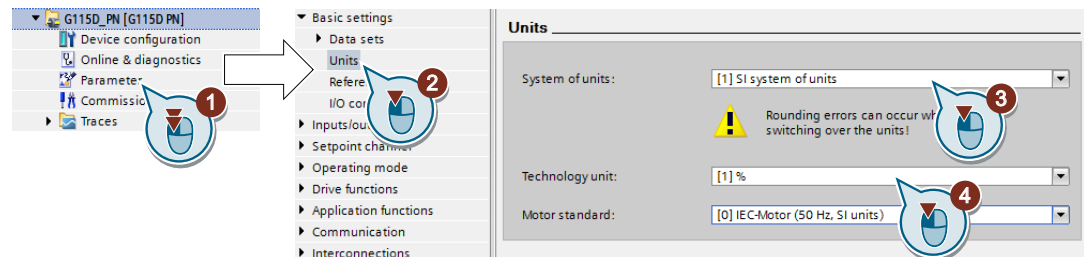 G115D_PN [G115D PN]
Device configuration
Online & diagnostics
Parameter
Commissio
Traces
1
Basic settings
Data sets
Units
Refere
I/O con
Inputs/ou
Setpoint chan
Operating mode
Drive functions
Application functions
Communication
Interconnections
2
Units
System of units:
[1] SI system of units
Rounding errors can occur wh
switching over the units!
3
Technology unit:
[1] %
4
Motor standard:
[0] IEC-Motor (50 Hz, SI units)